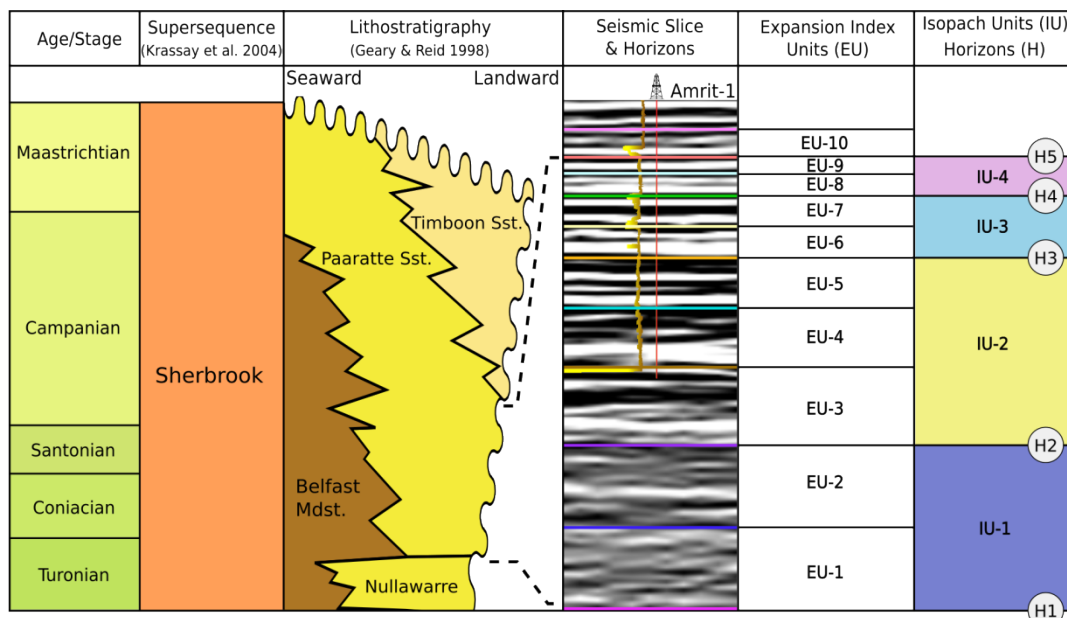 Age/Stage
Supersequence
(Krassay et al. 2004)
Lithostratigraphy
(Geary & Reid 1998)
Seismic Slice
& Horizons
Expansion Index
Units (EU)
Isopach Units (IU)
Horizons (H)
Seaward
Landward
Amrit-1
Maastrichtian
Campanian
Santonian
Coniacian
Turonian
Sherbrook
Timboon Sst.
Paaratte Sst.
Belfast
Mdst.
Nullawarre
EU-10
EU-9
EU-8
EU-7
EU-6
EU-5
EU-4
EU-3
EU-2
EU-1
H5
IU-4
H4
IU-3
H3
IU-2
H2
IU-1
H1